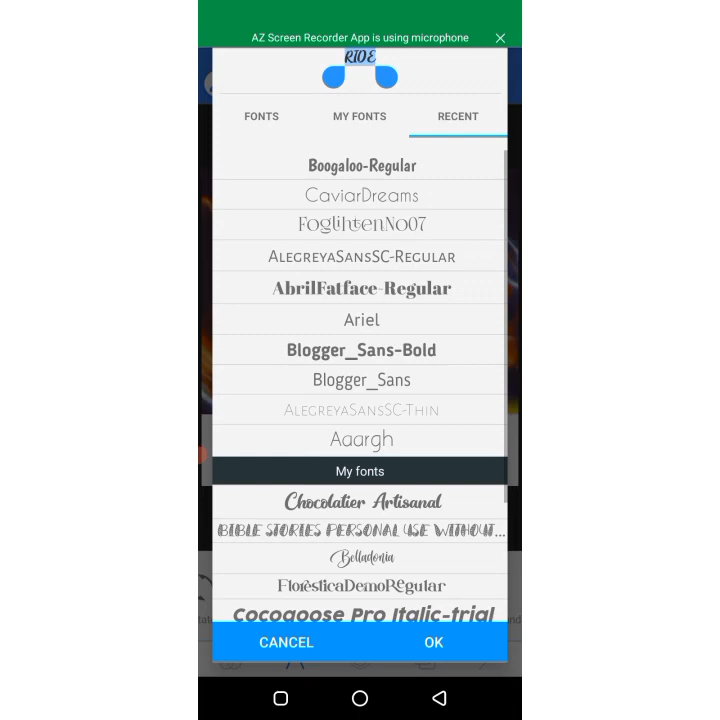 AZ Screen Recorder App is using microphone
RIDE
FONTS MY FONTS RECENT
Boogaloo-Regular
CaviarDreams
FoglihtenNo07
AlegreyaSansSC-Regular
AbrilFatface-Regular
Ariel
Blogger_Sans-Bold
Blogger_Sans
AlegreyaSansSC-Thin
Aaargh
My fonts
Chocolatier Artisanal
BIBLE STORIES PERSONAL USE WITHOUT...
Belladonia
FloresticaDemoRegular
Cocogoose Pro Italic-trial
CANCEL OK